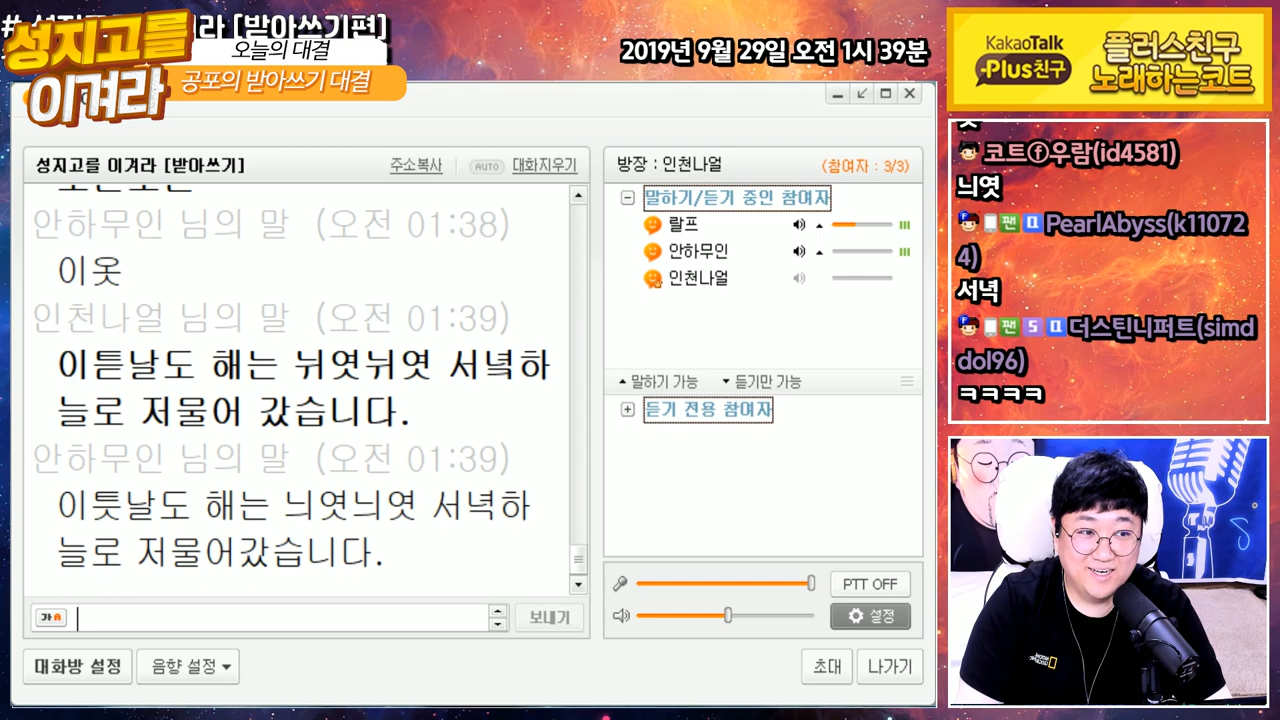 성지고를
이겨라
라 [받아쓰기편]
오늘의 대결
공포의 받아쓰기 대결
2019년 9월 29일 오전 1시 39분
KakaoTalk
Plus친구
플러스친구
노래하는코트
성지고를 이겨라 [받아쓰기]
주소복사
AUTO
대화지우기
안하무인 님의 말 (오전 01:38)
이옷
인천나얼 님의 말 (오전 01:39)
이튿날도 해는 뉘엿뉘엿 서녘하
늘로 저물어 갔습니다.
안하무인 님의 말 (오전 01:39)
이틋날도 해는 늬엿늬엿 서녁하
늘로 저물어갔습니다.
가
보내기
대화방 설정
음향 설정
방장 : 인천나얼
(참여자 : 3/3)
말하기/듣기 중인 참여자
랄프
안하무인
인천나얼
말하기 가능
듣기만 가능
듣기 전용 참여자
PTT OFF
설정
초대
나가기
코트ⓕ우람(id4581)
늬엿
F 팬 PearlAbyss(k11072
4)
서녁
F 팬 S 더스틴니퍼트(simd
dol96)
ㅋㅋㅋㅋ